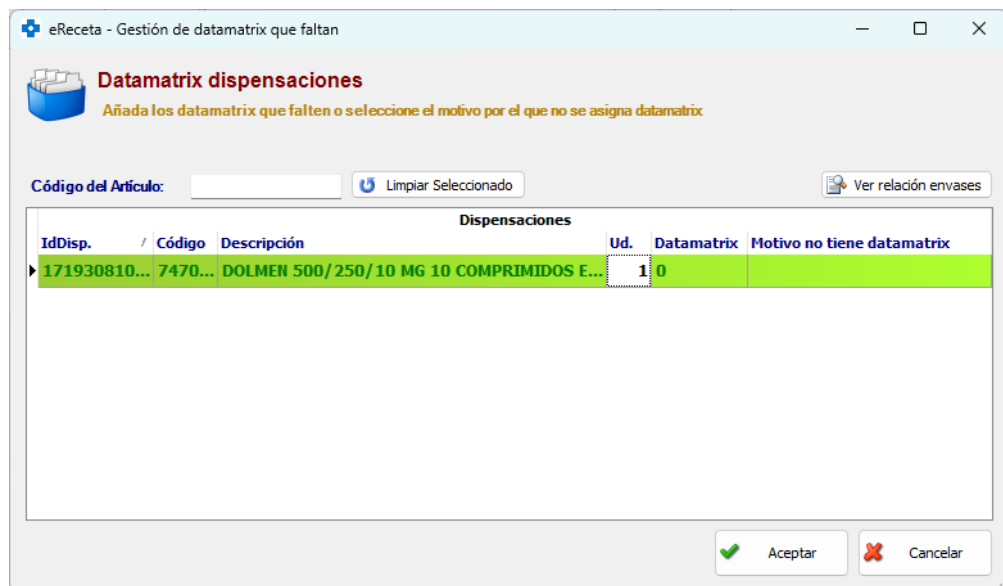 eReceta - Gestión de datamatrix que faltan
Datamatrix dispensaciones
Añada los datamatrix que falten o seleccione el motivo por el que no se asigna datamatrix
Código del Artículo: Limpiar Seleccionado Ver relación envases
Dispensaciones
IdDisp. / Código Descripción Ud. Datamatrix Motivo no tiene datamatrix
171930810... 7470... DOLMEN 500/250/10 MG 10 COMPRIMIDOS E... 1 0
Aceptar Cancelar